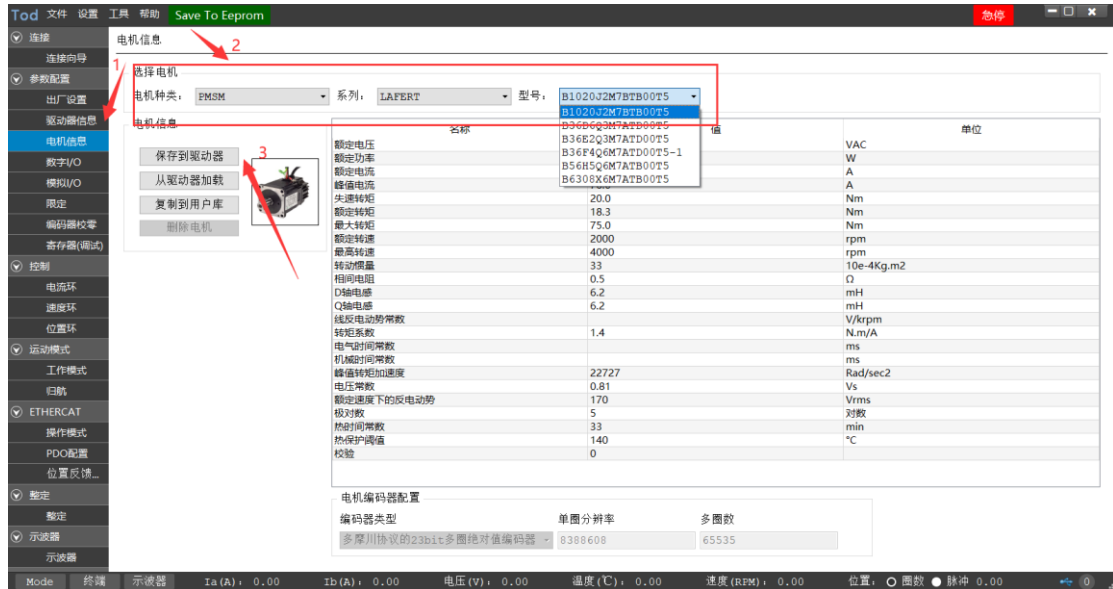 Tod 文件 设置 工具 帮助 Save To Eeprom 急停
连接
连接向导
参数配置
出厂设置
驱动器信息
电机信息
数字I/O
模拟I/O
限定
编码器校零
寄存器(调试)
控制
电流环
速度环
位置环
运动模式
工作模式
归航
ETHERCAT
操作模式
PDO配置
位置反馈...
整定
整定
示波器
示波器
电机信息
1
2
3
选择电机
电机种类: PMSM 系列: LAFERT 型号: B1020J2M7BTB00T5
B1020J2M7BTB00T5
B36B6Q3M7ATD00T5
B36E2Q3M7ATD00T5
B36F4Q6M7ATD00T5-1
B56H5Q6M7ATB00T5
B6308X6M7ATB00T5
电机信息
保存到驱动器
从驱动器加载
复制到用户库
删除电机
名称 值 单位
额定电压 VAC
额定功率 W
额定电流 A
峰值电流 A
失速转矩 20.0 Nm
额定转矩 18.3 Nm
最大转矩 75.0 Nm
额定转速 2000 rpm
最高转速 4000 rpm
转动惯量 33 10e-4Kg.m2
相间电阻 0.5 Ω
D轴电感 6.2 mH
Q轴电感 6.2 mH
线反电动势常数 V/krpm
转矩系数 1.4 N.m/A
电气时间常数 ms
机械时间常数 ms
峰值转矩加速度 22727 Rad/sec2
电压常数 0.81 Vs
额定速度下的反电动势 170 Vrms
极对数 5 对数
热时间常数 33 min
热保护阈值 140 °C
校验 0
电机编码器配置
编码器类型 单圈分辨率 多圈数
多摩川协议的23bit多圈绝对值编码器 8388608 65535
Mode 终端 示波器 Ia(A): 0.00 Ib(A): 0.00 电压(V): 0.00 温度(℃): 0.00 速度(RPM): 0.00 位置: 圈数 脉冲 0.00 0